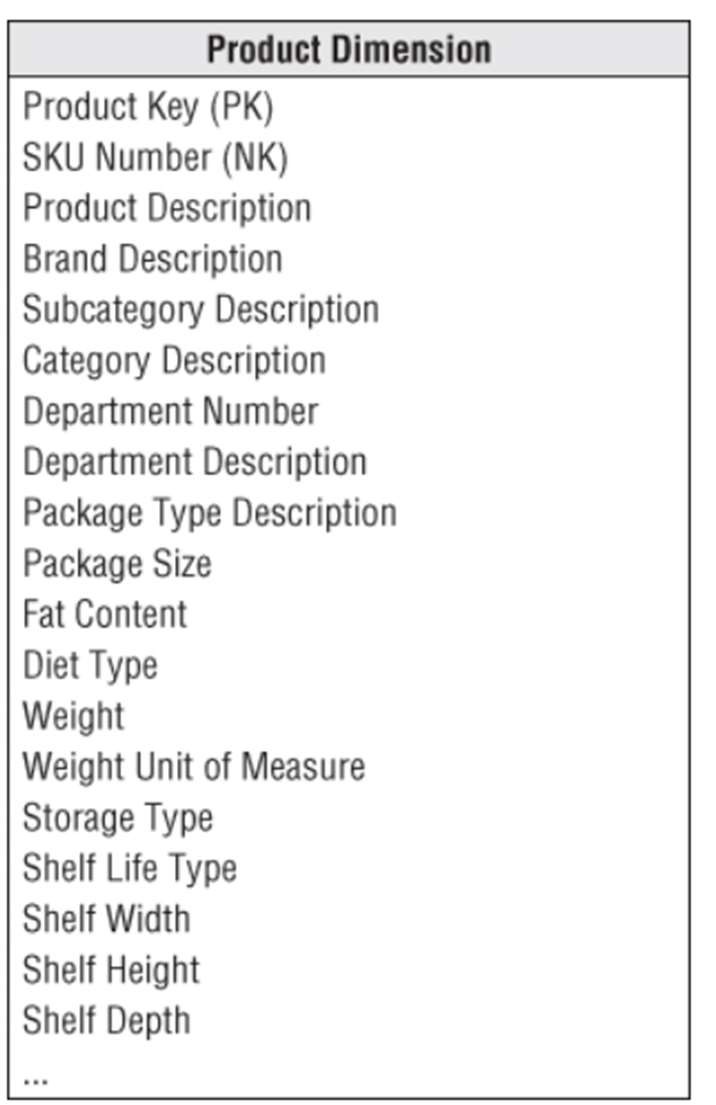 Product Dimension
Product Key (PK)
SKU Number (NK)
Product Description
Brand Description
Subcategory Description
Category Description
Department Number
Department Description
Package Type Description
Package Size
Fat Content
Diet Type
Weight
Weight Unit of Measure
Storage Type
Shelf Life Type
Shelf Width
Shelf Height
Shelf Depth
...